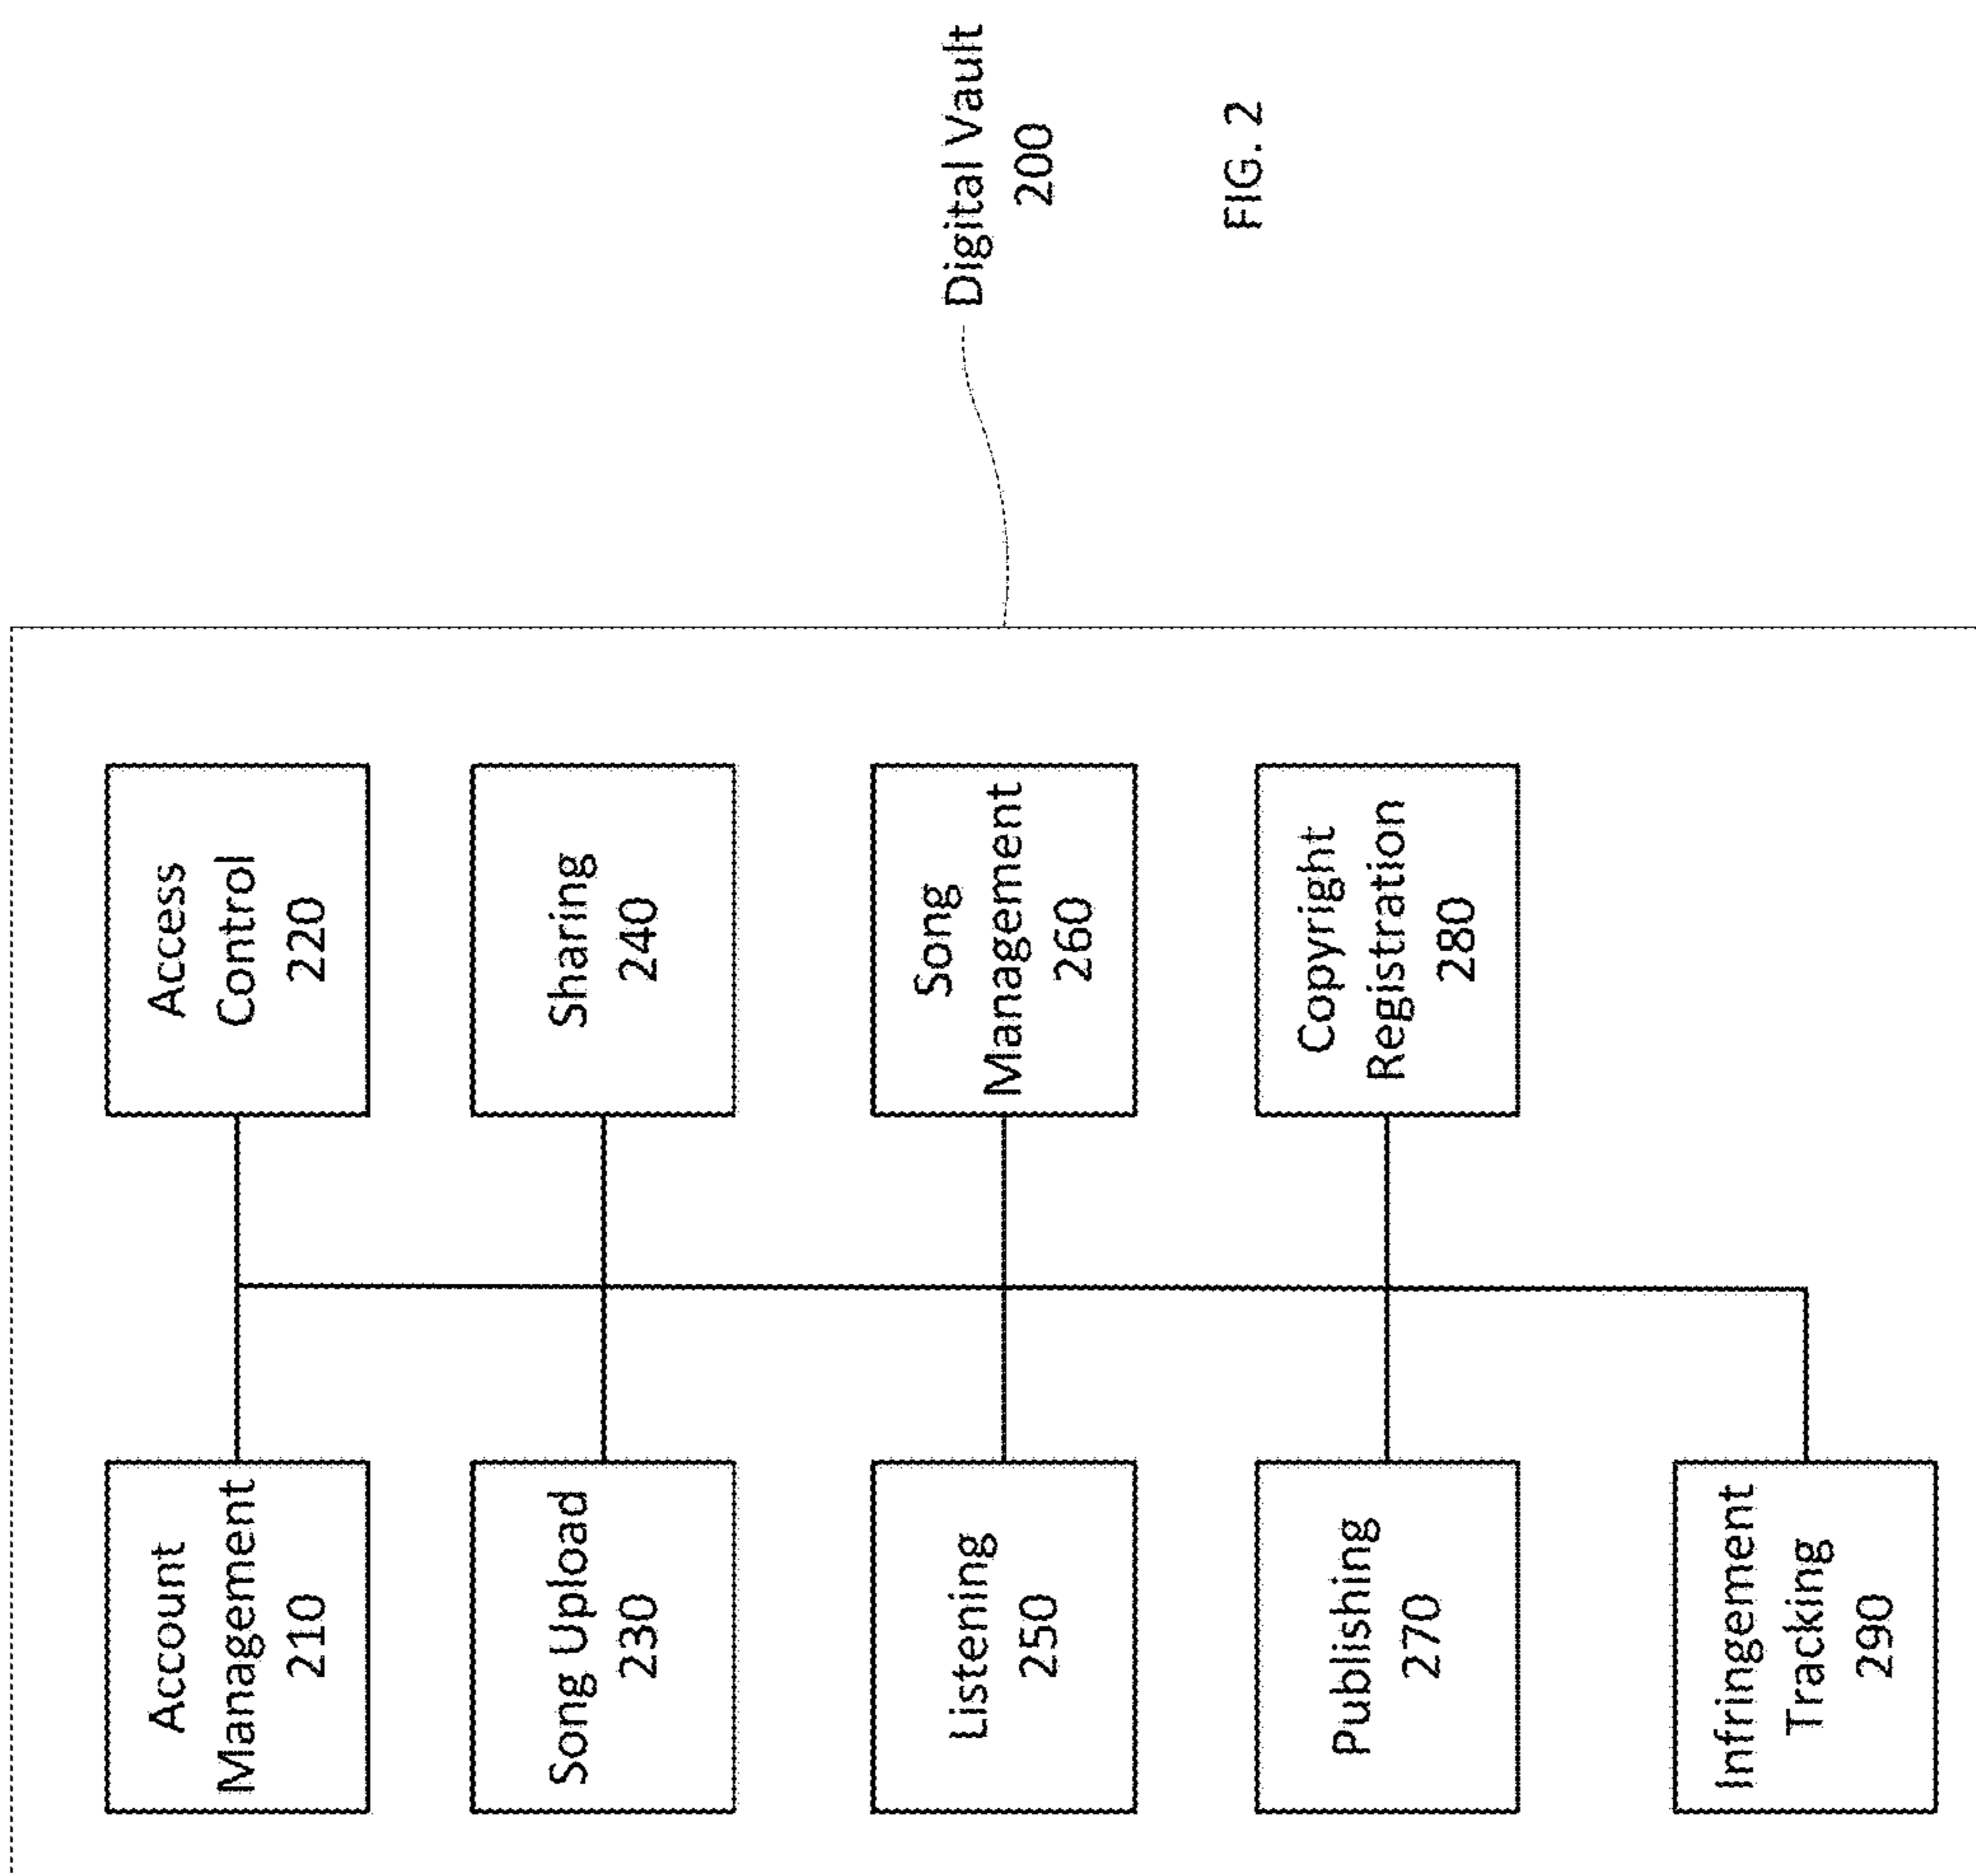 Account
Management
210
Access
Control
220
Song Upload
230
Sharing
240
Listening
250
Song
Management
260
Publishing
270
Copyright
Registration
280
Infringement
Tracking
290
Digital Vault
200
FIG. 2